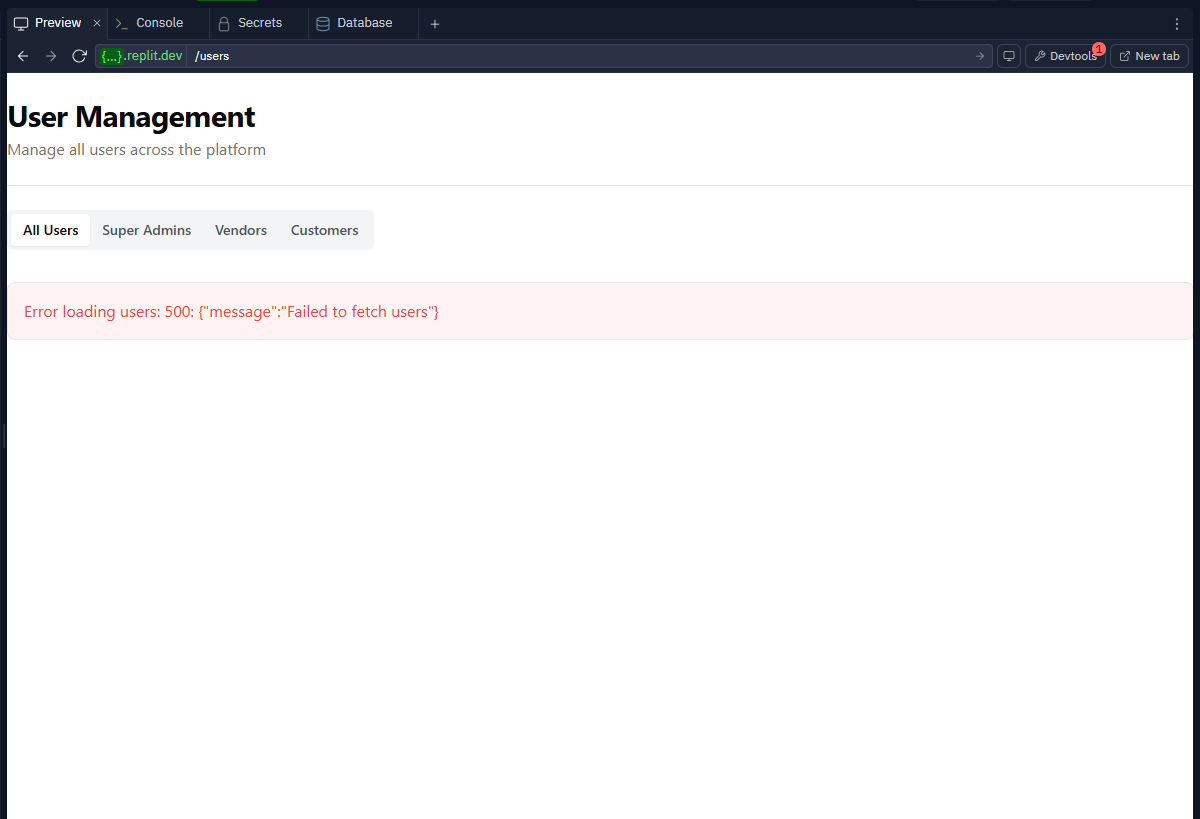 Preview Console Secrets Database
{...}.replit.dev /users Devtools 1 New tab
User Management
Manage all users across the platform
All Users Super Admins Vendors Customers
Error loading users: 500: {"message":"Failed to fetch users"}